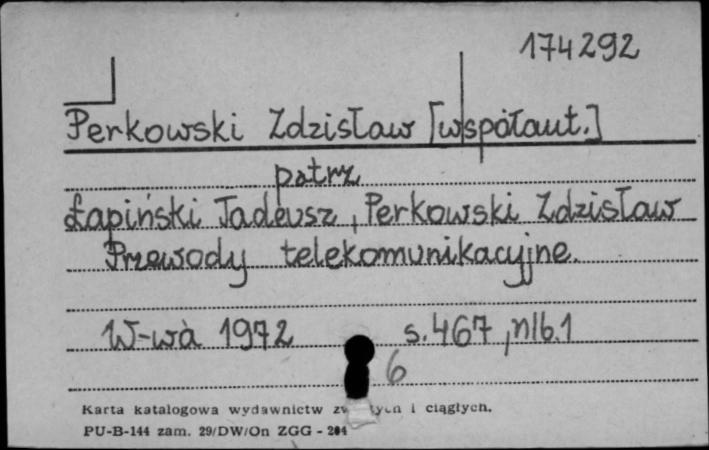 174292
Perkowski Zdzisław [współaut.]
patrz
Łapiński Tadeusz, Perkowski Zdzisław
Przewody telekomunikacyjne.
W-wa 1972 s. 467, nlb. 1
6
Karta katalogowa wydawnictw i ciągłych.
PU-B-144 zam. 29/DW/On ZGG - 204